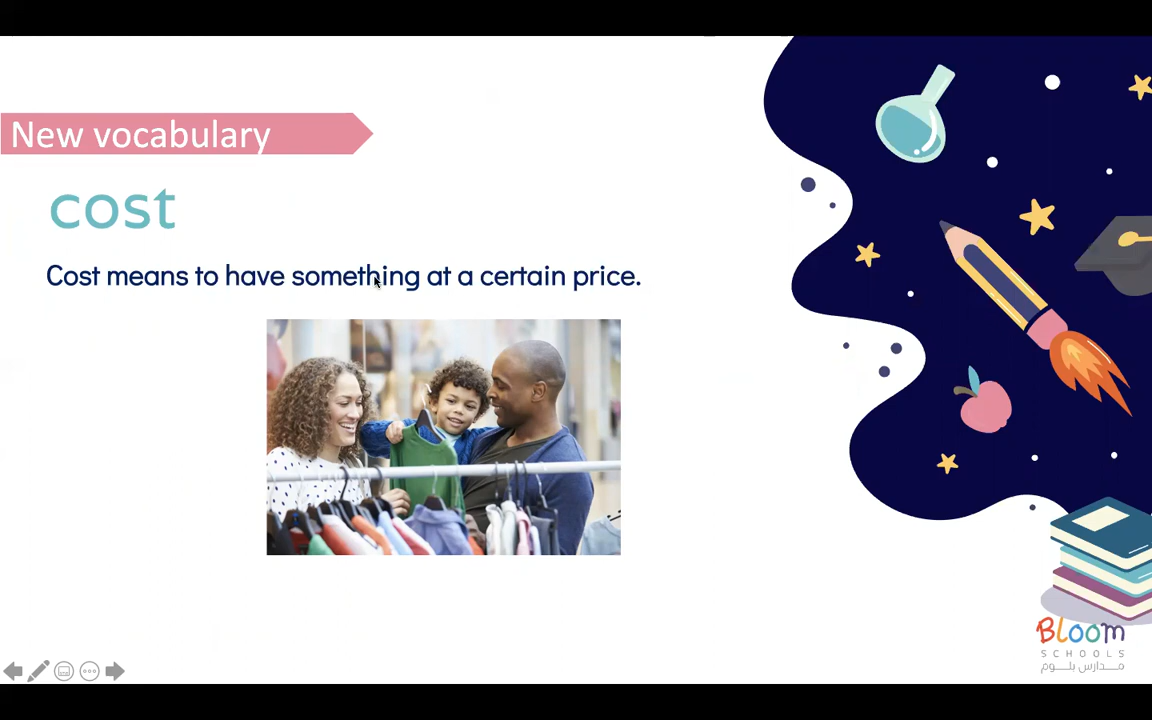 New vocabulary
cost
Cost means to have something at a certain price.
Bloom
SCHOOLS
مدارس بلوم